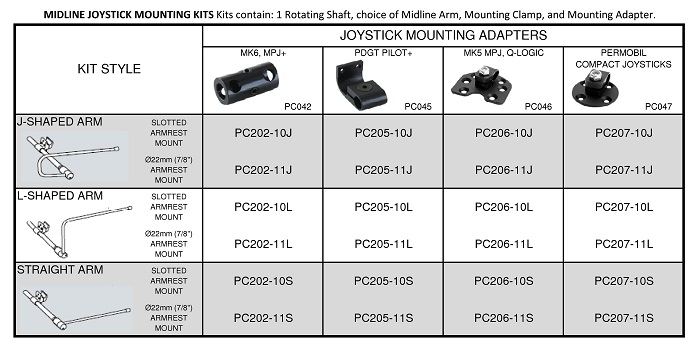 MIDLINE JOYSTICK MOUNTING KITS Kits contain: 1 Rotating Shaft, choice of Midline Arm, Mounting Clamp, and Mounting Adapter.
KIT STYLE
JOYSTICK MOUNTING ADAPTERS
MK6, MPJ+
PC042
PDGT PILOT+
PC045
MK5 MPJ, Q-LOGIC
PC046
PERMOBIL
COMPACT JOYSTICKS
PC047
J-SHAPED ARM
SLOTTED
ARMREST
MOUNT
PC202-10J PC205-10J PC206-10J PC207-10J
Ø22mm (7/8")
ARMREST
MOUNT
PC202-11J PC205-11J PC206-11J PC207-11J
L-SHAPED ARM
SLOTTED
ARMREST
MOUNT
PC202-10L PC205-10L PC206-10L PC207-10L
Ø22mm (7/8")
ARMREST
MOUNT
PC202-11L PC205-11L PC206-11L PC207-11L
STRAIGHT ARM
SLOTTED
ARMREST
MOUNT
PC202-10S PC205-10S PC206-10S PC207-10S
Ø22mm (7/8")
ARMREST
MOUNT
PC202-11S PC205-11S PC206-11S PC207-11S